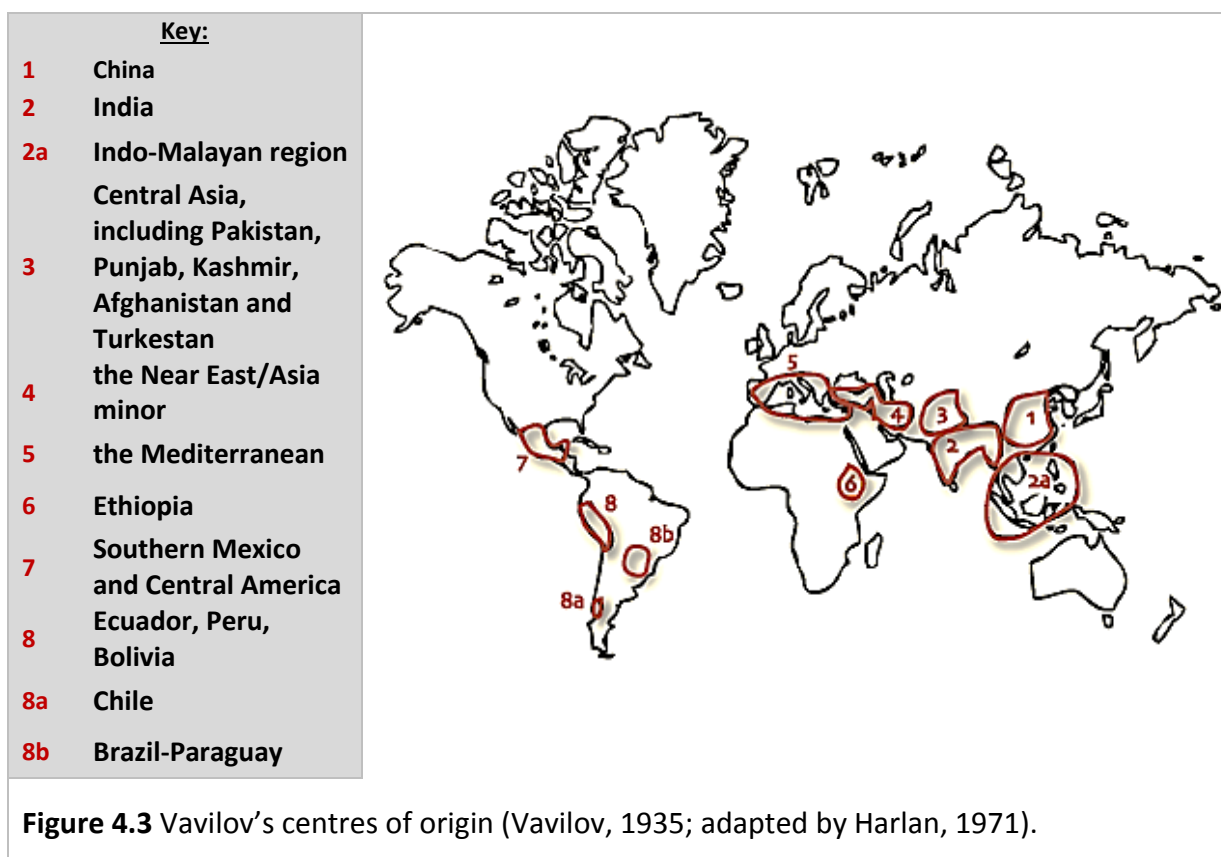 Key:
1 China
2 India
2a Indo-Malayan region
Central Asia,
including Pakistan,
3 Punjab, Kashmir,
Afghanistan and
Turkestan
the Near East/Asia
4 minor
5 the Mediterranean
6 Ethiopia
Southern Mexico
7 and Central America
Ecuador, Peru,
8 Bolivia
8a Chile
8b Brazil-Paraguay
5
4
3
1
2
7
6
2a
8
8b
8a
Figure 4.3 Vavilov’s centres of origin (Vavilov, 1935; adapted by Harlan, 1971).